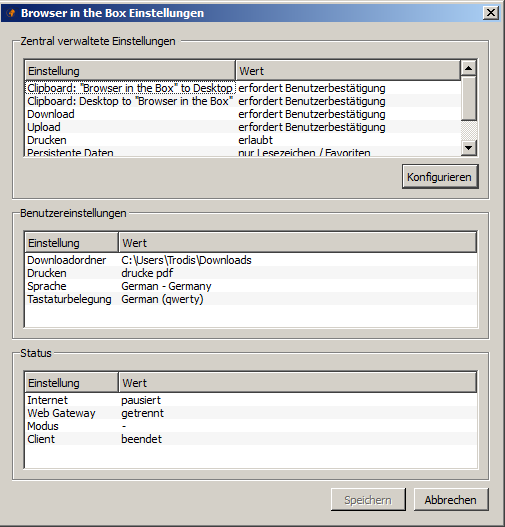 Browser in the Box Einstellungen
Zentral verwaltete Einstellungen
Einstellung Wert
Clipboard: "Browser in the Box" to Desktop erfordert Benutzerbestätigung
Clipboard: Desktop to "Browser in the Box" erfordert Benutzerbestätigung
Download erfordert Benutzerbestätigung
Upload erfordert Benutzerbestätigung
Drucken erlaubt
Persistente Daten nur Lesezeichen / Favoriten
Konfigurieren
Benutzereinstellungen
Einstellung Wert
Downloadordner C:\Users\Trodis\Downloads
Drucken drucke pdf
Sprache German - Germany
Tastaturbelegung German (qwerty)
Status
Einstellung Wert
Internet pausiert
Web Gateway getrennt
Modus -
Client beendet
Speichern Abbrechen